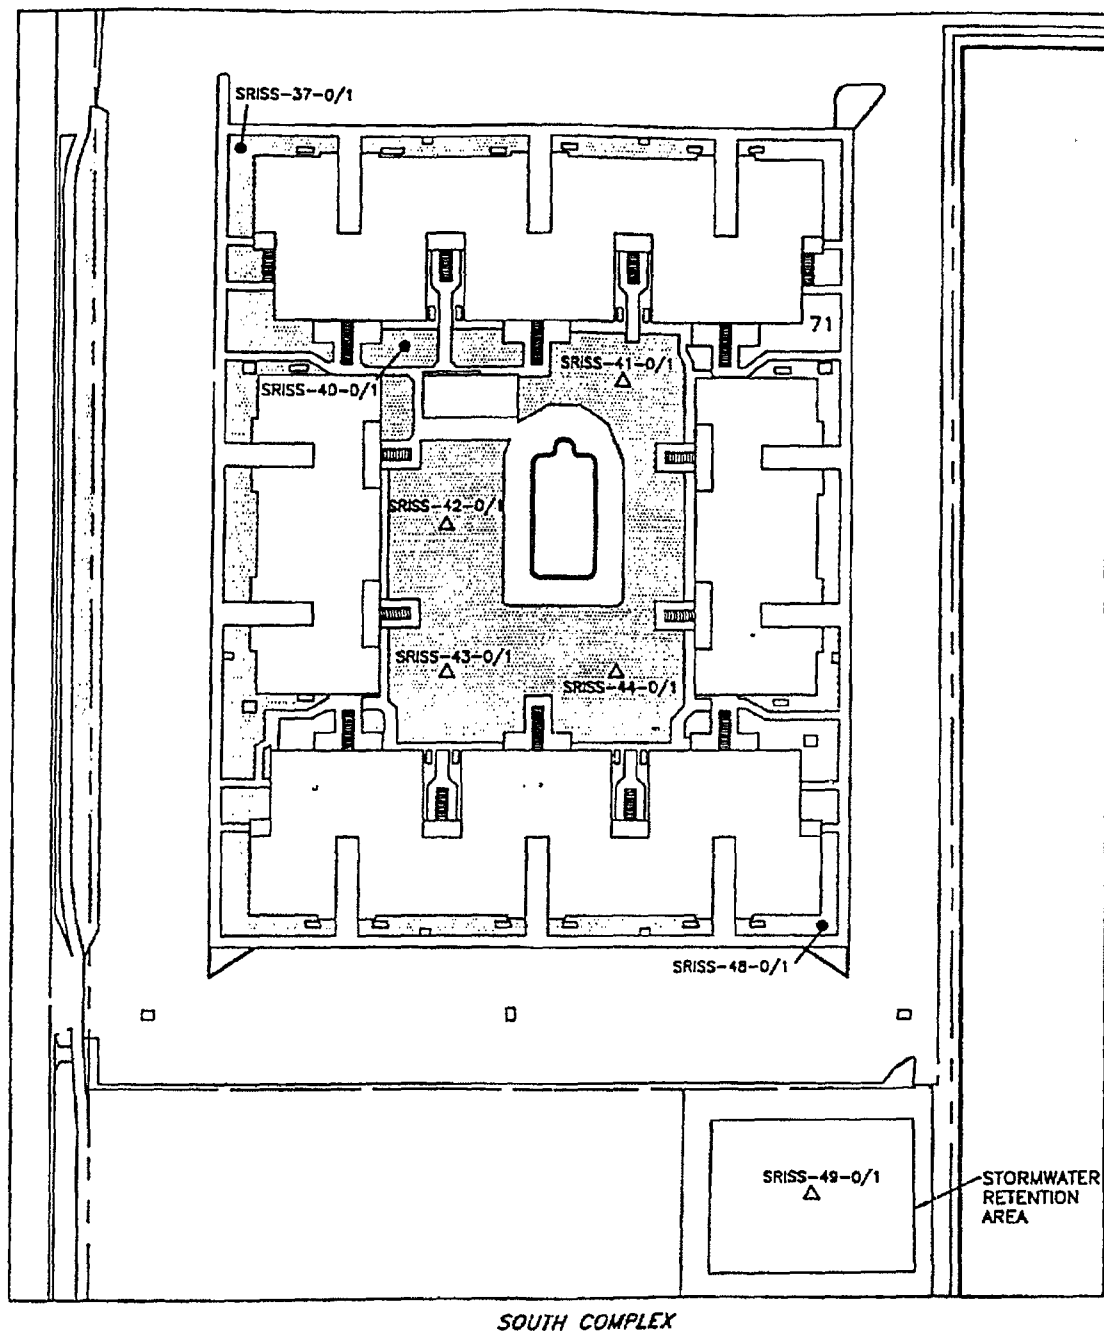 SRISS-37-0/1
71
SRISS-41-0/1
SRISS-40-0/1
SRISS-42-0/1
SRISS-43-0/1
SRISS-44-0/1
SRISS-48-0/1
SRISS-49-0/1
STORMWATER
RETENTION
AREA
SOUTH COMPLEX